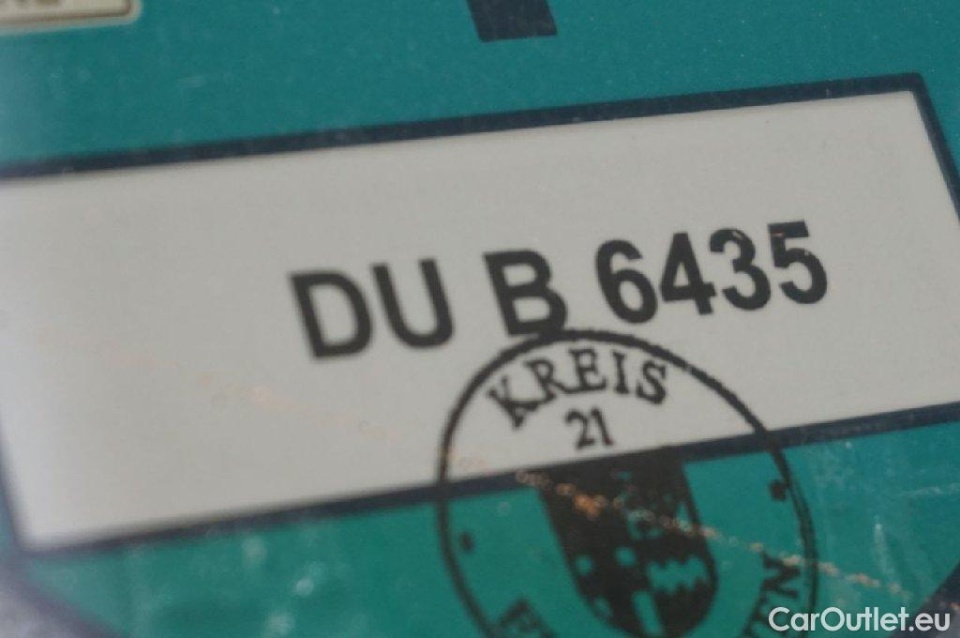 DU B 6435
KREIS
21
CarOutlet.eu